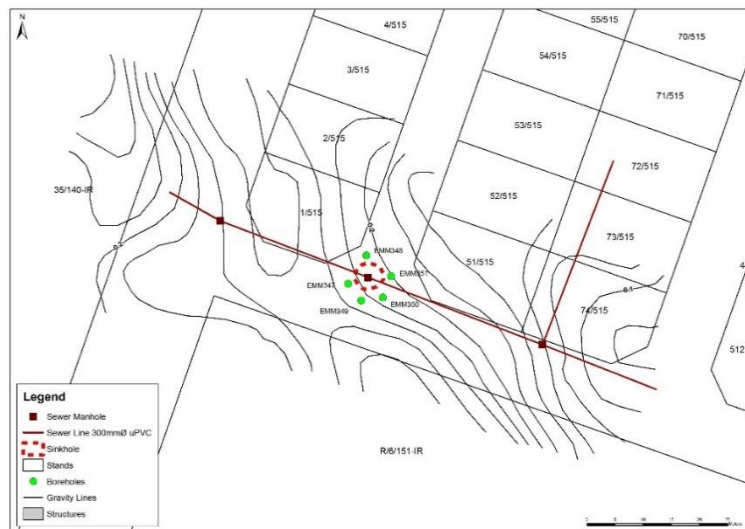 N
4/515
55/515
70/515
3/515
54/515
71/515
2/515
53/515
72/515
35/140-IR
52/515
1/515
73/515
51/515
EMM348
EMM351
EMM347
EMM350
EMM349
74/515
512
R/6/151-IR
Legend
Sewer Manhole
Sewer Line 300mmØ uPVC
Sinkhole
Stands
Boreholes
Gravity Lines
Structures